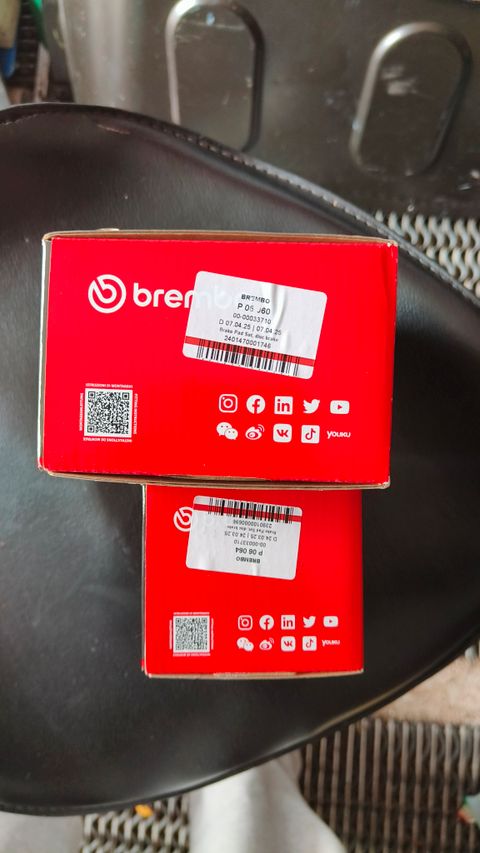 brembo
BREMBO
P 06 060
00-00033710
D 07.04.25 | 07.04.25
Brake Pad Set, disc brake
2401470001746
youku
BREMBO
P 06 064
00-00033710
D 24.03.25 | 24.03.25
Brake Pad Set, disc brake
youku